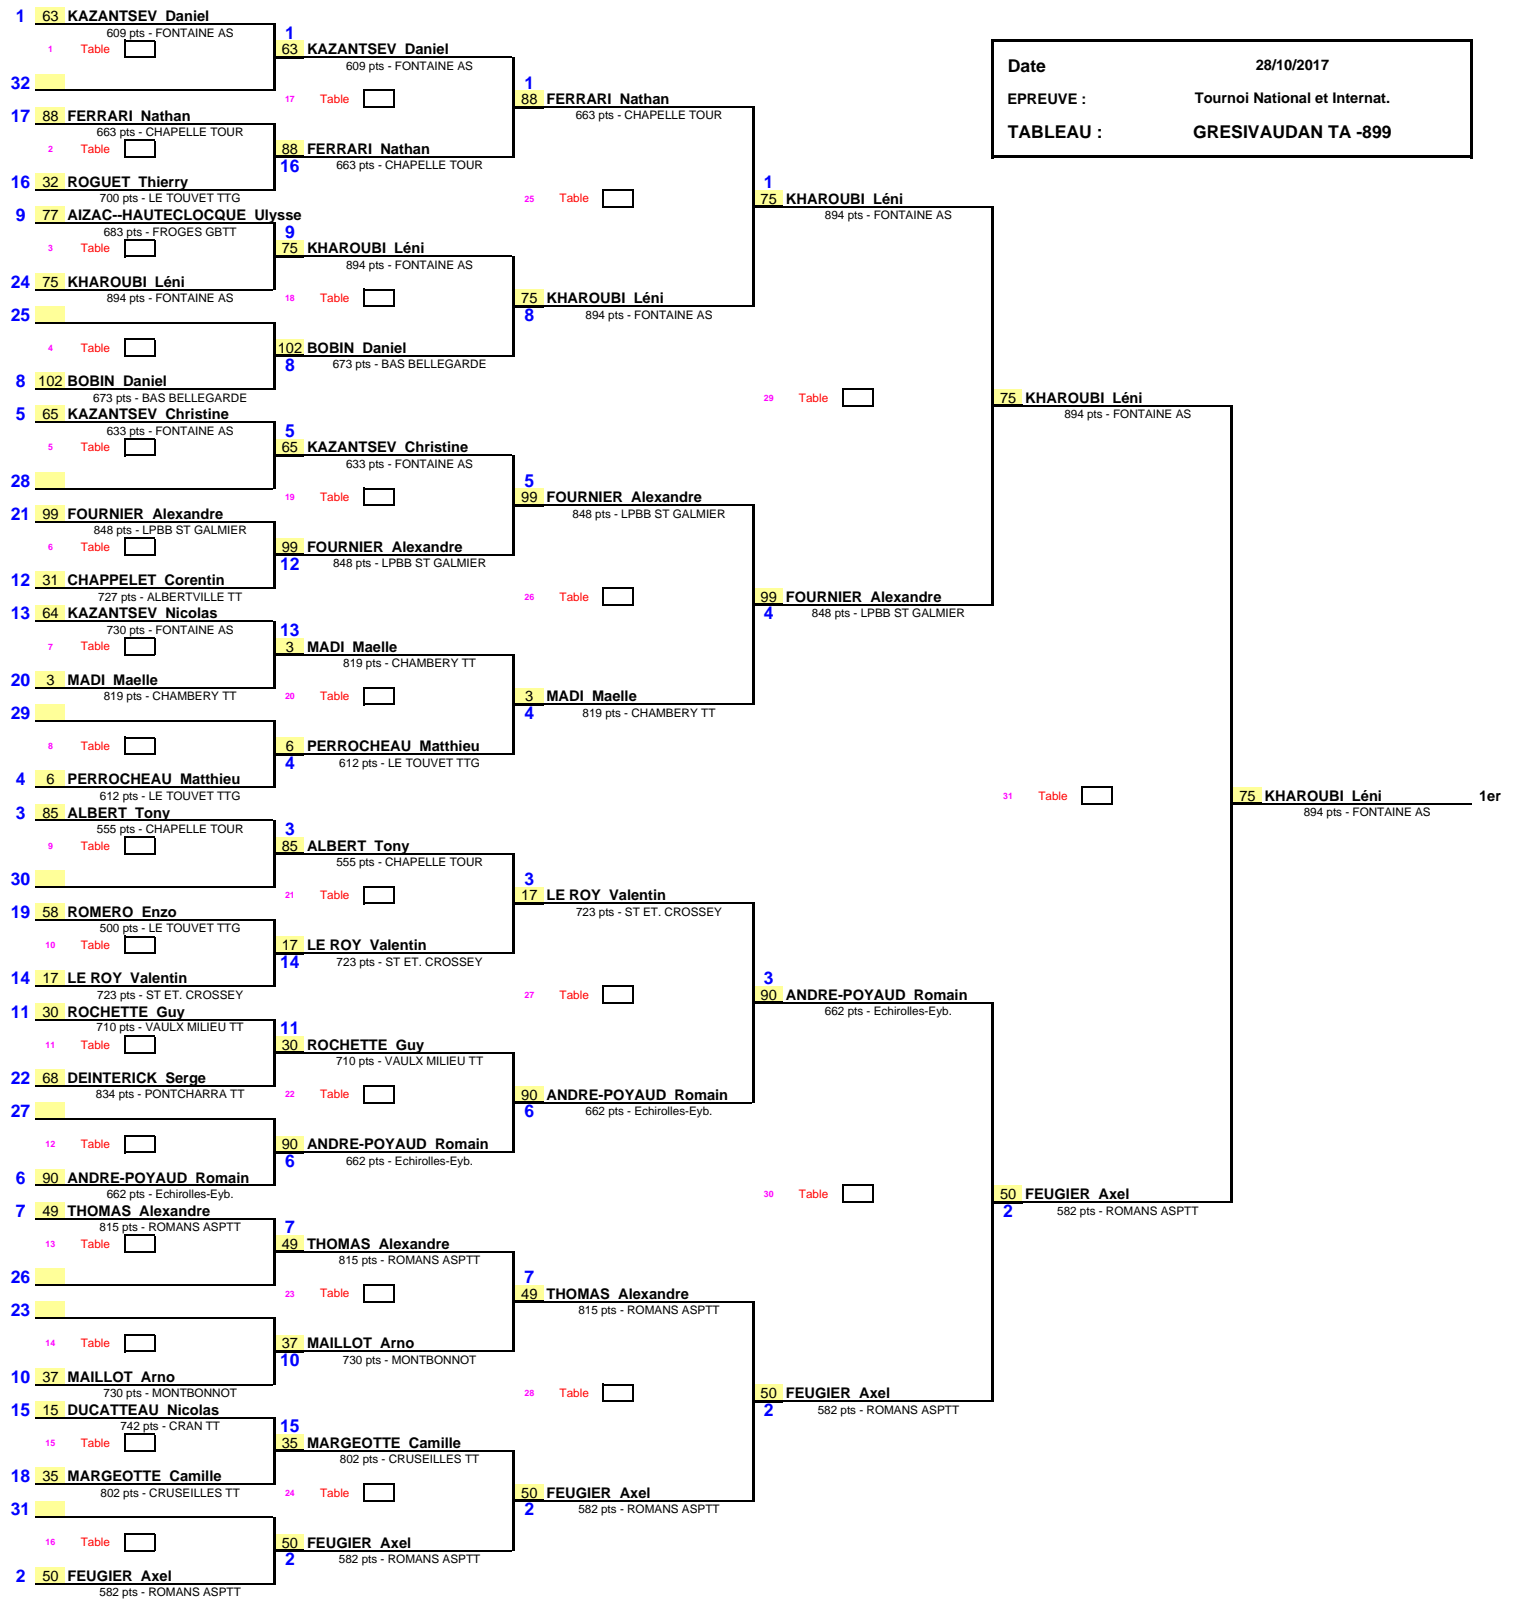 Date 28/10/2017
EPREUVE : Tournoi National et Internat.
TABLEAU : GRESIVAUDAN TA -899
1 63 KAZANTSEV Daniel
609 pts - FONTAINE AS
1 Table
32
17 88 FERRARI Nathan
663 pts - CHAPELLE TOUR
2 Table
16 32 ROGUET Thierry
700 pts - LE TOUVET TTG
9 77 AIZAC--HAUTECLOCQUE Ulysse
683 pts - FROGES GBTT
3 Table
24 75 KHAROUBI Léni
894 pts - FONTAINE AS
25
4 Table
8 102 BOBIN Daniel
673 pts - BAS BELLEGARDE
5 65 KAZANTSEV Christine
633 pts - FONTAINE AS
5 Table
28
21 99 FOURNIER Alexandre
848 pts - LPBB ST GALMIER
6 Table
12 31 CHAPPELET Corentin
727 pts - ALBERTVILLE TT
13 64 KAZANTSEV Nicolas
730 pts - FONTAINE AS
7 Table
20 3 MADI Maelle
819 pts - CHAMBERY TT
29
8 Table
4 6 PERROCHEAU Matthieu
612 pts - LE TOUVET TTG
3 85 ALBERT Tony
555 pts - CHAPELLE TOUR
9 Table
30
19 58 ROMERO Enzo
500 pts - LE TOUVET TTG
10 Table
14 17 LE ROY Valentin
723 pts - ST ET. CROSSEY
11 30 ROCHETTE Guy
710 pts - VAULX MILIEU TT
11 Table
22 68 DEINTERICK Serge
834 pts - PONTCHARRA TT
27
12 Table
6 90 ANDRE-POYAUD Romain
662 pts - Echirolles-Eyb.
7 49 THOMAS Alexandre
815 pts - ROMANS ASPTT
13 Table
26
23
14 Table
10 37 MAILLOT Arno
730 pts - MONTBONNOT
15 15 DUCATTEAU Nicolas
742 pts - CRAN TT
15 Table
18 35 MARGEOTTE Camille
802 pts - CRUSEILLES TT
31
16 Table
2 50 FEUGIER Axel
582 pts - ROMANS ASPTT
1
63 KAZANTSEV Daniel
609 pts - FONTAINE AS
17 Table
88 FERRARI Nathan
16 663 pts - CHAPELLE TOUR
9
75 KHAROUBI Léni
894 pts - FONTAINE AS
18 Table
102 BOBIN Daniel
8 673 pts - BAS BELLEGARDE
5
65 KAZANTSEV Christine
633 pts - FONTAINE AS
19 Table
99 FOURNIER Alexandre
12 848 pts - LPBB ST GALMIER
13
3 MADI Maelle
819 pts - CHAMBERY TT
20 Table
6 PERROCHEAU Matthieu
4 612 pts - LE TOUVET TTG
3
85 ALBERT Tony
555 pts - CHAPELLE TOUR
21 Table
17 LE ROY Valentin
14 723 pts - ST ET. CROSSEY
11
30 ROCHETTE Guy
710 pts - VAULX MILIEU TT
22 Table
90 ANDRE-POYAUD Romain
6 662 pts - Echirolles-Eyb.
7
49 THOMAS Alexandre
815 pts - ROMANS ASPTT
23 Table
37 MAILLOT Arno
10 730 pts - MONTBONNOT
15
35 MARGEOTTE Camille
802 pts - CRUSEILLES TT
24 Table
50 FEUGIER Axel
2 582 pts - ROMANS ASPTT
1
88 FERRARI Nathan
663 pts - CHAPELLE TOUR
25 Table
75 KHAROUBI Léni
8 894 pts - FONTAINE AS
5
99 FOURNIER Alexandre
848 pts - LPBB ST GALMIER
26 Table
3 MADI Maelle
4 819 pts - CHAMBERY TT
3
17 LE ROY Valentin
723 pts - ST ET. CROSSEY
27 Table
90 ANDRE-POYAUD Romain
6 662 pts - Echirolles-Eyb.
7
49 THOMAS Alexandre
815 pts - ROMANS ASPTT
28 Table
50 FEUGIER Axel
2 582 pts - ROMANS ASPTT
1
75 KHAROUBI Léni
894 pts - FONTAINE AS
29 Table
99 FOURNIER Alexandre
4 848 pts - LPBB ST GALMIER
3
90 ANDRE-POYAUD Romain
662 pts - Echirolles-Eyb.
30 Table
50 FEUGIER Axel
2 582 pts - ROMANS ASPTT
75 KHAROUBI Léni
894 pts - FONTAINE AS
31 Table
50 FEUGIER Axel
2 582 pts - ROMANS ASPTT
75 KHAROUBI Léni 1er
894 pts - FONTAINE AS